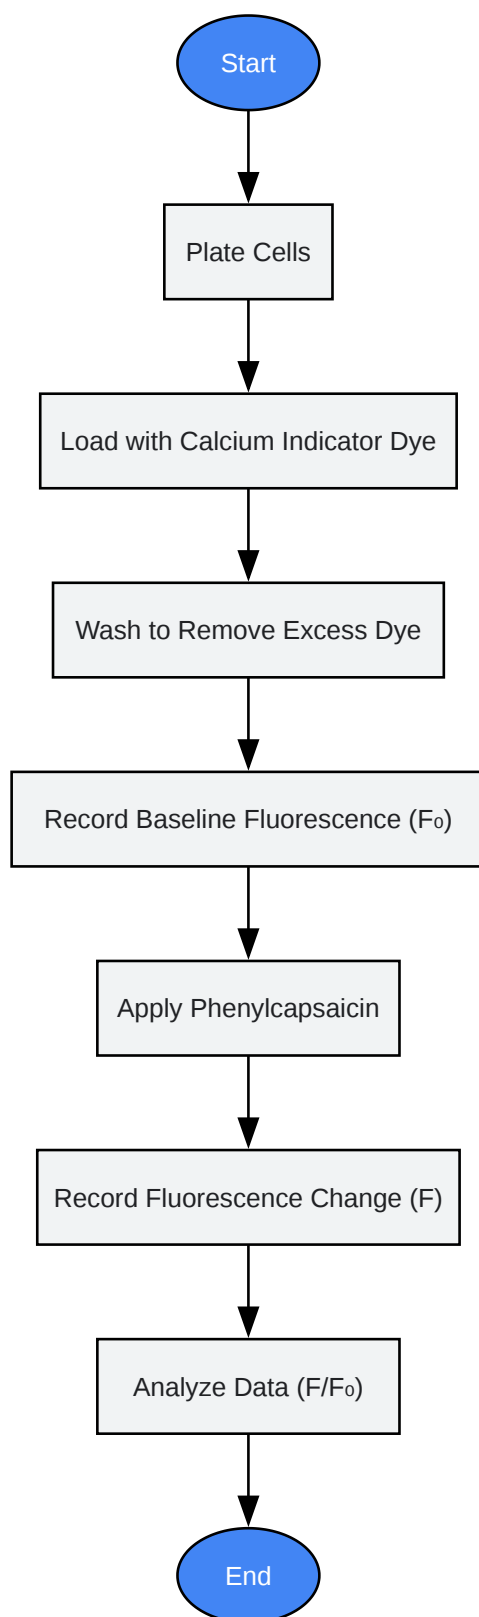 Start
Plate Cells
Load with Calcium Indicator Dye
Wash to Remove Excess Dye
Record Baseline Fluorescence (F₀)
Apply Phenylcapsaicin
Record Fluorescence Change (F)
Analyze Data (F/F₀)
End